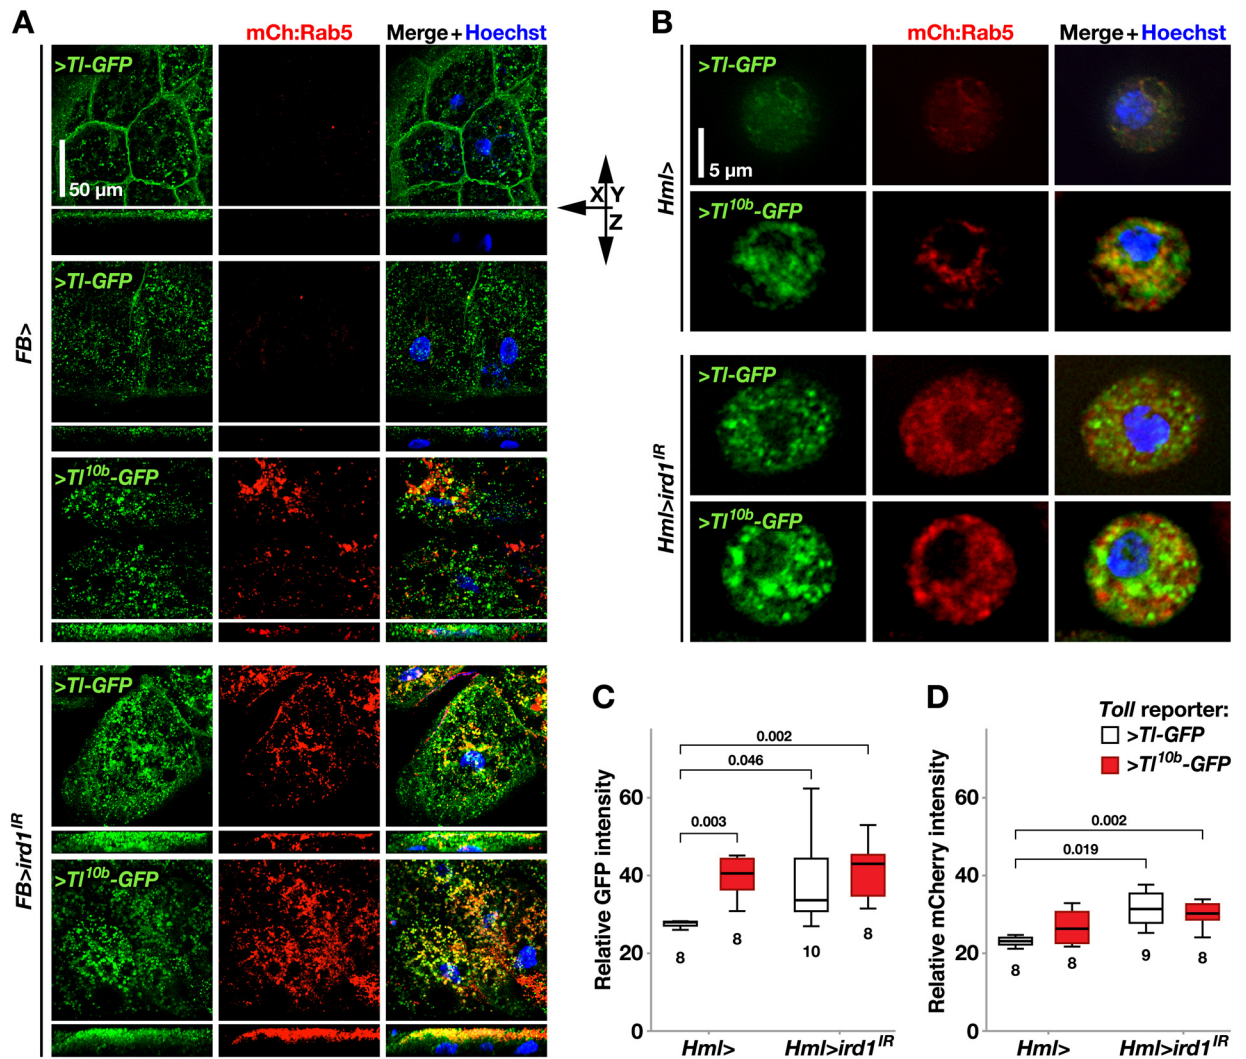 A
mCh:Rab5
Merge + Hoechst
FB>
>Tl-GFP
50 µm
X Y
Z
>Tl-GFP
>Tl10b-GFP
FB>ird1IR
>Tl-GFP
>Tl10b-GFP
B
mCh:Rab5
Merge + Hoechst
Hml>
>Tl-GFP
5 µm
>Tl10b-GFP
Hml>ird1IR
>Tl-GFP
>Tl10b-GFP
C
Relative GFP intensity
0.002
0.046
0.003
60
40
20
0
8
8
10
8
Hml>
Hml>ird1IR
D
Toll reporter:
>Tl-GFP
>Tl10b-GFP
Relative mCherry intensity
0.002
0.019
60
40
20
0
8
8
9
8
Hml>
Hml>ird1IR